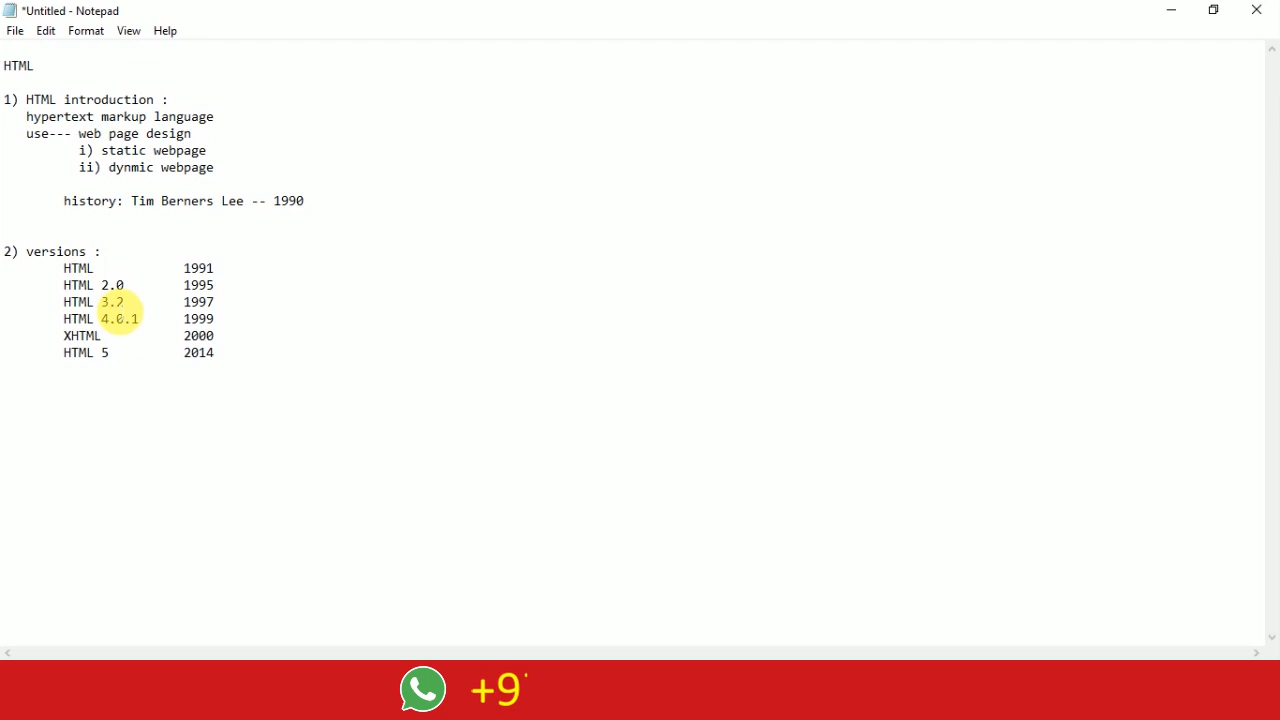 *Untitled - Notepad
File Edit Format View Help
HTML
1) HTML introduction :
hypertext markup language
use--- web page design
i) static webpage
ii) dynmic webpage
history: Tim Berners Lee -- 1990
2) versions :
HTML 1991
HTML 2.0 1995
HTML 3.2 1997
HTML 4.0.1 1999
XHTML 2000
HTML 5 2014
+9